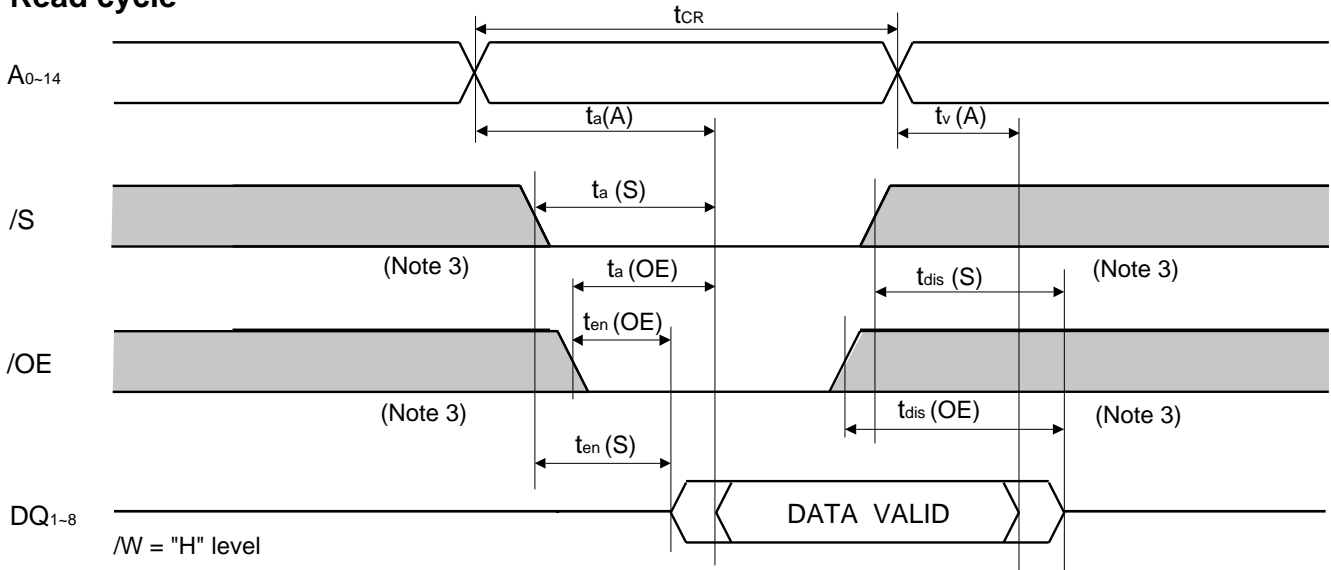 Read cycle
tCR
A0~14
ta(A)
tv (A)
/S
ta (S)
(Note 3)
ta (OE)
tdis (S)
(Note 3)
ten (OE)
/OE
(Note 3)
tdis (OE)
(Note 3)
ten (S)
DQ1~8
DATA VALID
/W = "H" level